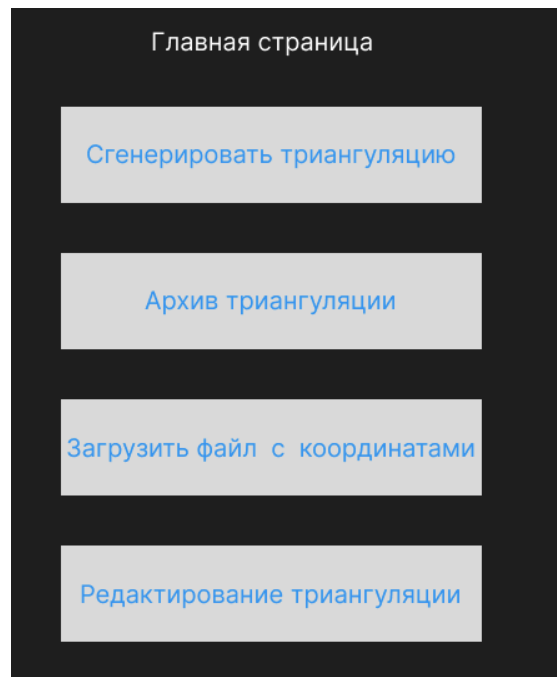 Главная страница
Сгенерировать триангуляцию
Архив триангуляции
Загрузить файл с координатами
Редактирование триангуляции